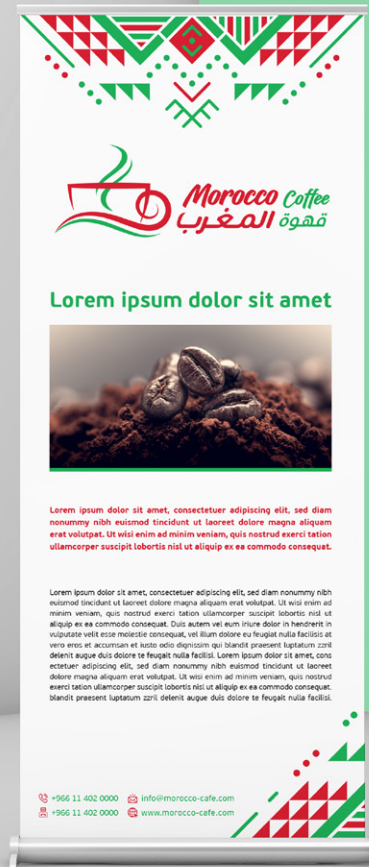 Morocco Coffee
قهوة المغرب
Lorem ipsum dolor sit amet
Lorem ipsum dolor sit amet, consectetuer adipiscing elit, sed diam
nonummy nibh euismod tincidunt ut laoreet dolore magna aliquam
erat volutpat. Ut wisi enim ad minim veniam, quis nostrud exerci tation
ullamcorper suscipit lobortis nisl ut aliquip ex ea commodo consequat.
Lorem ipsum dolor sit amet, consectetuer adipiscing elit, sed diam nonummy nibh
euismod tincidunt ut laoreet dolore magna aliquam erat volutpat. Ut wisi enim ad
minim veniam, quis nostrud exerci tation ullamcorper suscipit lobortis nisl ut
aliquip ex ea commodo consequat. Duis autem vel eum iriure dolor in hendrerit in
vulputate velit esse molestie consequat, vel illum dolore eu feugiat nulla facilisis at
vero eros et accumsan et iusto odio dignissim qui blandit praesent luptatum zzril
delenit augue duis dolore te feugait nulla facilisi. Lorem ipsum dolor sit amet, cons
ectetuer adipiscing elit, sed diam nonummy nibh euismod tincidunt ut laoreet
dolore magna aliquam erat volutpat. Ut wisi enim ad minim veniam, quis nostrud
exerci tation ullamcorper suscipit lobortis nisl ut aliquip ex ea commodo consequat.
blandit praesent luptatum zzril delenit augue duis dolore te feugait nulla facilisi.
+966 11 402 0000 info@morocco-cafe.com
+966 11 402 0000 www.morocco-cafe.com